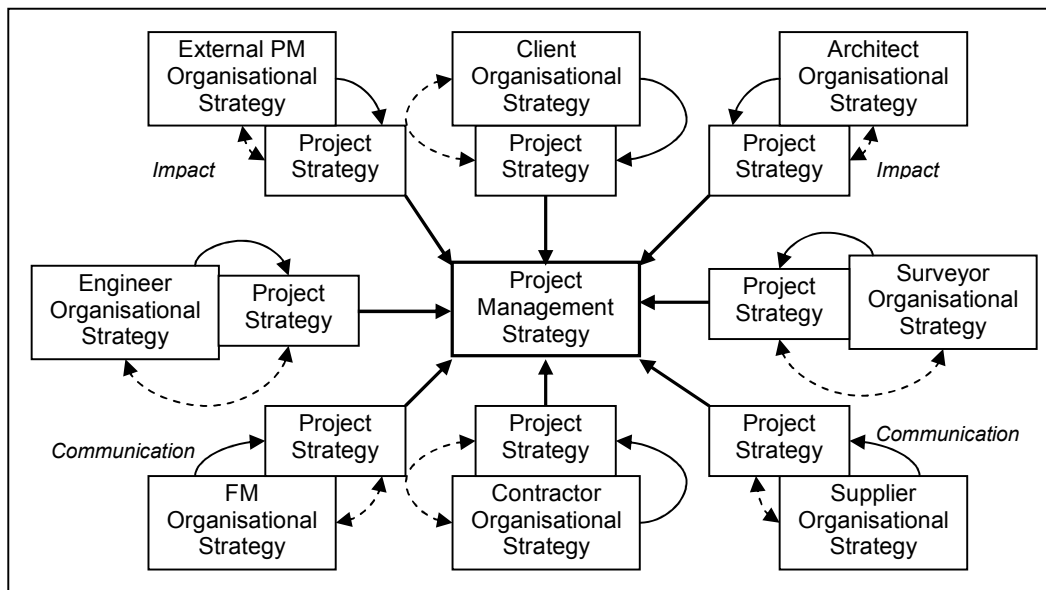 External PM
Organisational
Strategy
Project
Strategy
Impact
Client
Organisational
Strategy
Project
Strategy
Architect
Organisational
Strategy
Project
Strategy
Impact
Engineer
Organisational
Strategy
Project
Strategy
Project
Management
Strategy
Project
Strategy
Surveyor
Organisational
Strategy
Communication
Project
Strategy
FM
Organisational
Strategy
Project
Strategy
Contractor
Organisational
Strategy
Project
Strategy
Communication
Supplier
Organisational
Strategy